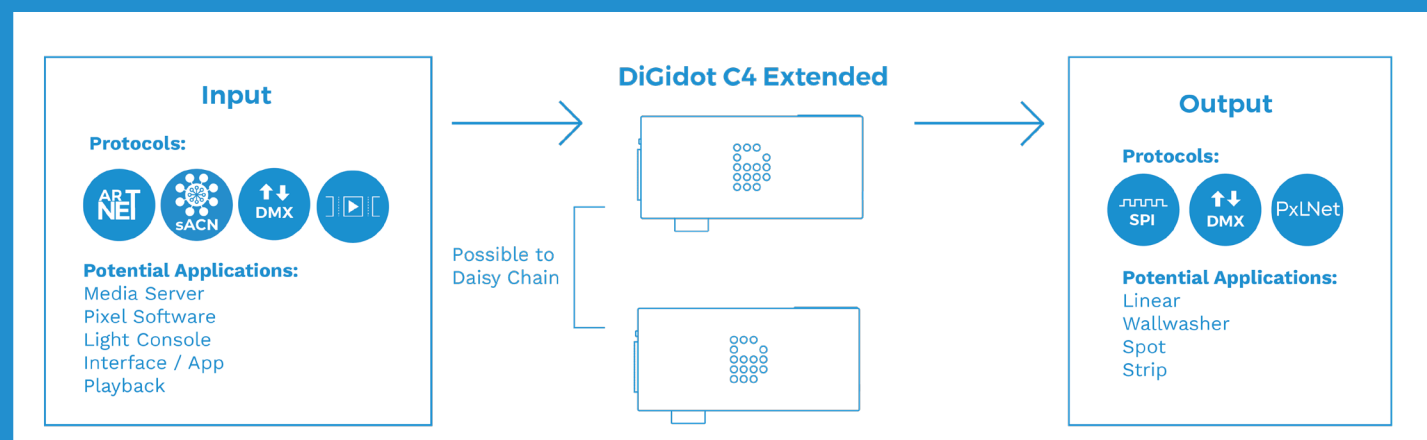 Input
Protocols:
AR
NET
sACN
DMX
Potential Applications:
Media Server
Pixel Software
Light Console
Interface / App
Playback
DiGidot C4 Extended
Possible to
Daisy Chain
Output
Protocols:
SPI
DMX
PxLNet
Potential Applications:
Linear
Wallwasher
Spot
Strip